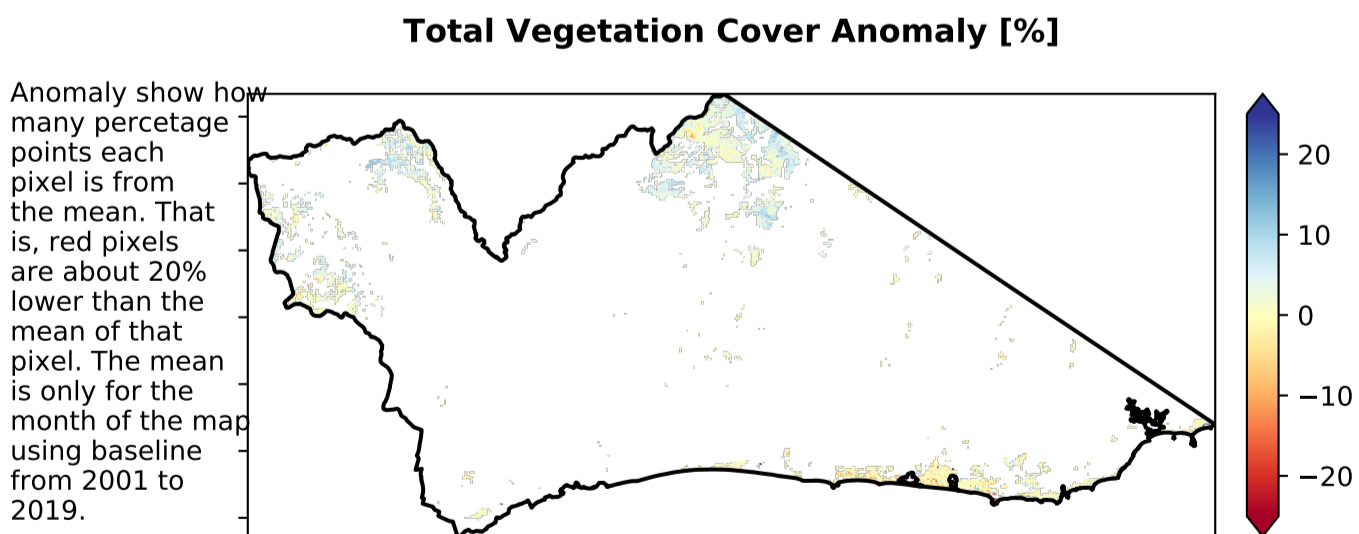 Total Vegetation Cover Anomaly [%]
Anomaly show how
many percetage
points each
pixel is from
the mean. That
is, red pixels
are about 20%
lower than the
mean of that
pixel. The mean
is only for the
month of the map
using baseline
from 2001 to
2019.
20
10
0
−10
−20